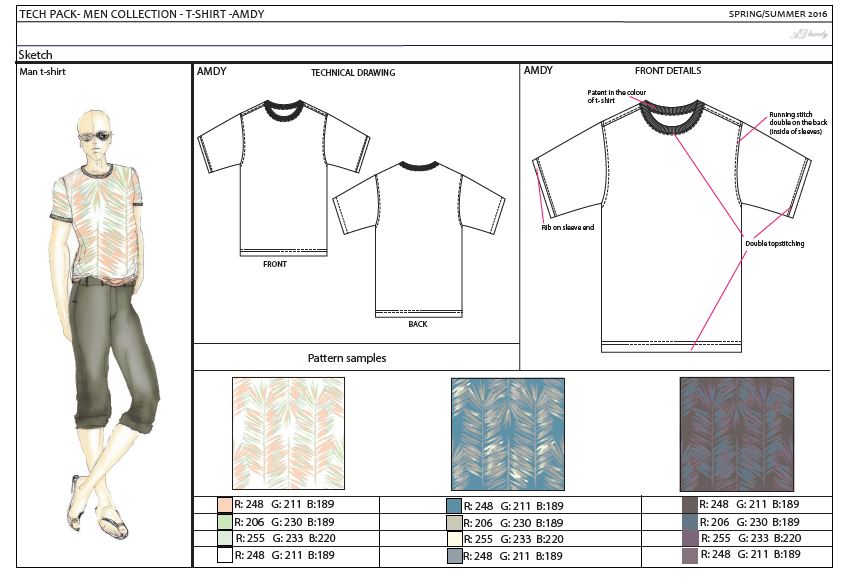 TECH PACK- MEN COLLECTION - T-SHIRT -AMDY
SPRING/SUMMER 2016
Sketch
Man t-shirt
AMDY
TECHNICAL DRAWING
FRONT
BACK
AMDY
FRONT DETAILS
Patent in the colour
of t- shirt
Running stitch
double on the back
(inside of sleeves)
Rib on sleeve end
Double topstitching
Pattern samples
R: 248 G: 211 B:189
R: 206 G: 230 B:189
R: 255 G: 233 B:220
R: 248 G: 211 B:189
R: 248 G: 211 B:189
R: 206 G: 230 B:189
R: 255 G: 233 B:220
R: 248 G: 211 B:189
R: 248 G: 211 B:189
R: 206 G: 230 B:189
R: 255 G: 233 B:220
R: 248 G: 211 B:189